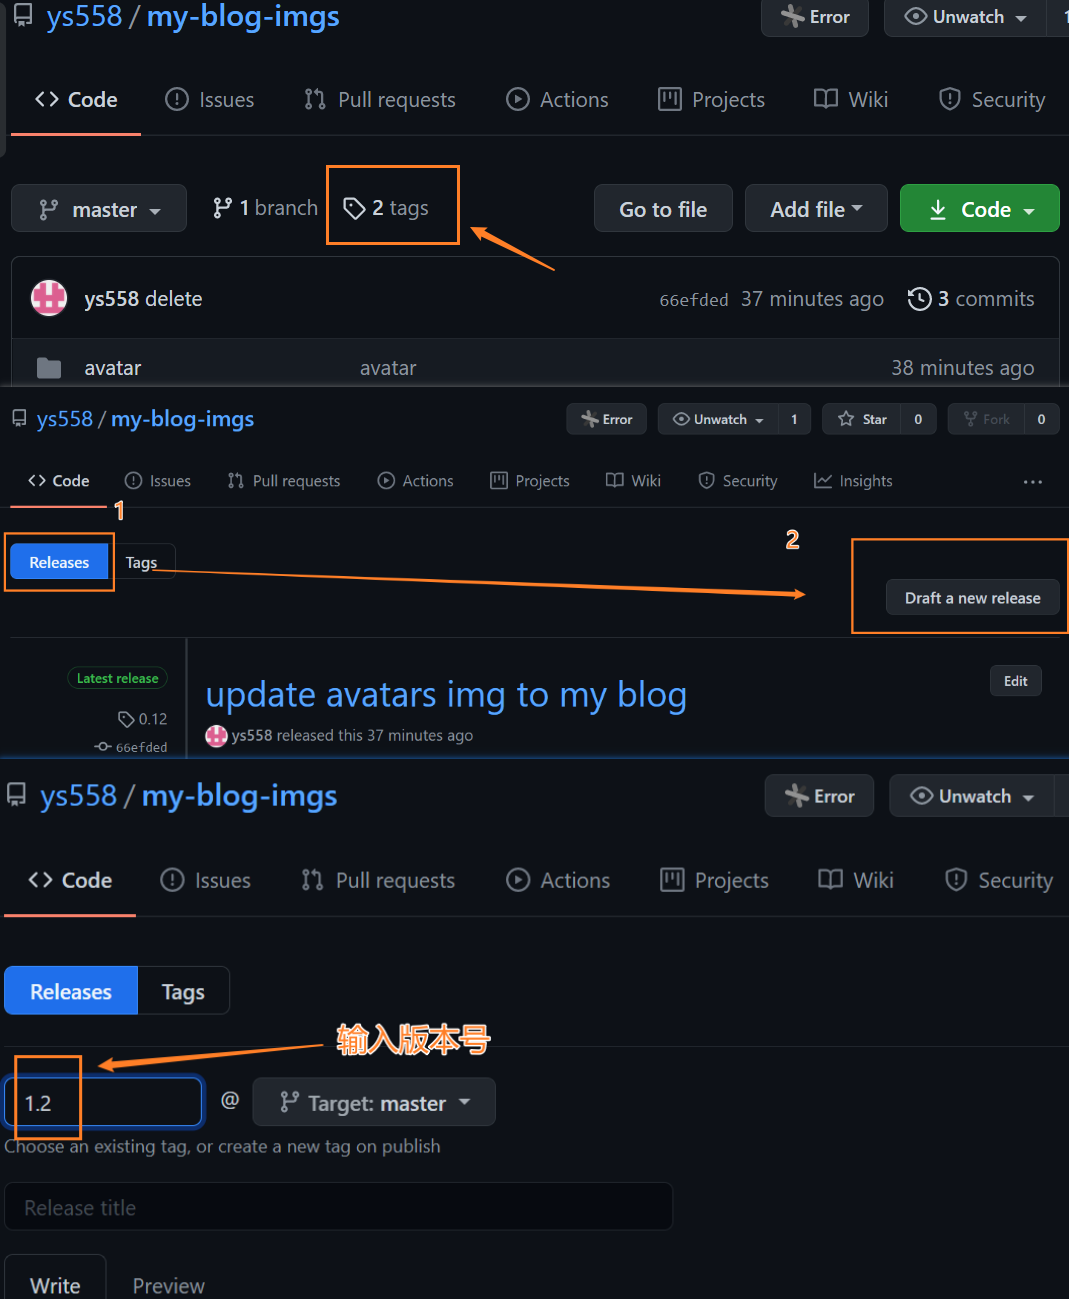 ys558 / my-blog-imgs Error Unwatch 1
Code Issues Pull requests Actions Projects Wiki Security
master 1 branch 2 tags Go to file Add file Code
ys558 delete 66efded 37 minutes ago 3 commits
avatar avatar 38 minutes ago
ys558 / my-blog-imgs Error Unwatch 1 Star 0 Fork 0
Code Issues Pull requests Actions Projects Wiki Security Insights ...
1
2
Releases Tags
Draft a new release
Latest release
update avatars img to my blog Edit
0.12
ys558 released this 37 minutes ago
66efded
ys558 / my-blog-imgs Error Unwatch
Code Issues Pull requests Actions Projects Wiki Security
Releases Tags
输入版本号
1.2 @ Target: master
Choose an existing tag, or create a new tag on publish
Release title
Write Preview